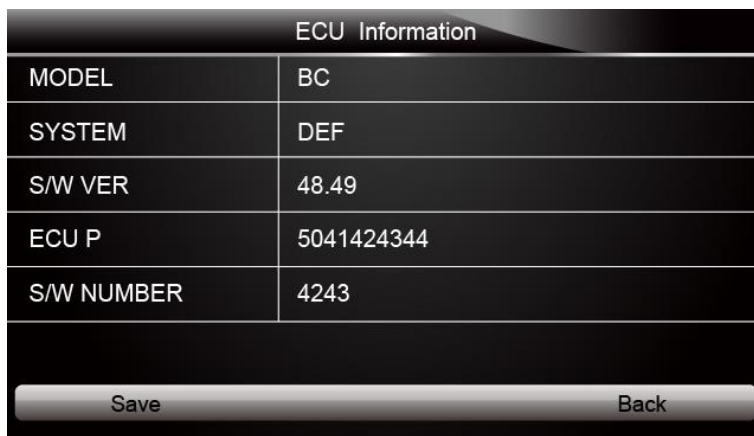 ECU Information
MODEL BC
SYSTEM DEF
S/W VER 48.49
ECU P 5041424344
S/W NUMBER 4243
Save Back